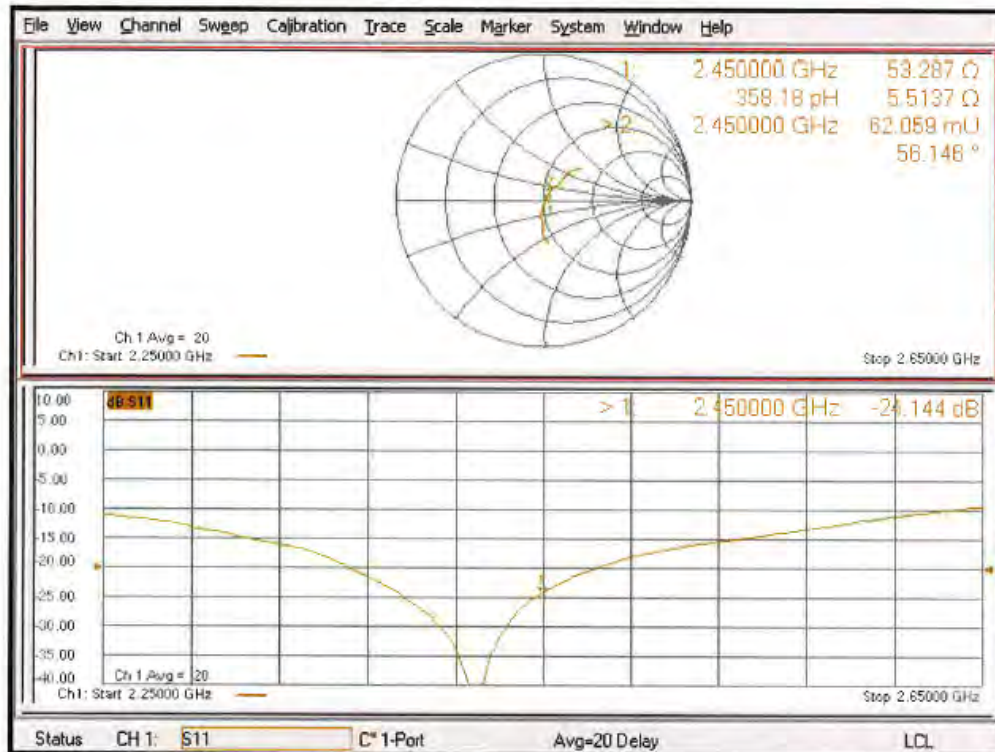 File View Channel Sweep Calibration Trace Scale Marker System Window Help
1: 2.450000 GHz 53.287 Ω
358.18 pH 5.5137 Ω
> 2: 2.450000 GHz 62.059 mU
56.146 °
Ch 1 Avg = 20
Ch1: Start 2.25000 GHz
Stop 2.65000 GHz
10.00
dB S11
> 1: 2.450000 GHz -24.144 dB
5.00
0.00
-5.00
-10.00
-15.00
-20.00
-25.00
-30.00
-35.00
-40.00
Ch 1 Avg = 20
Ch1: Start 2.25000 GHz
Stop 2.65000 GHz
Status CH 1: S11 C* 1-Port Avg=20 Delay LCL